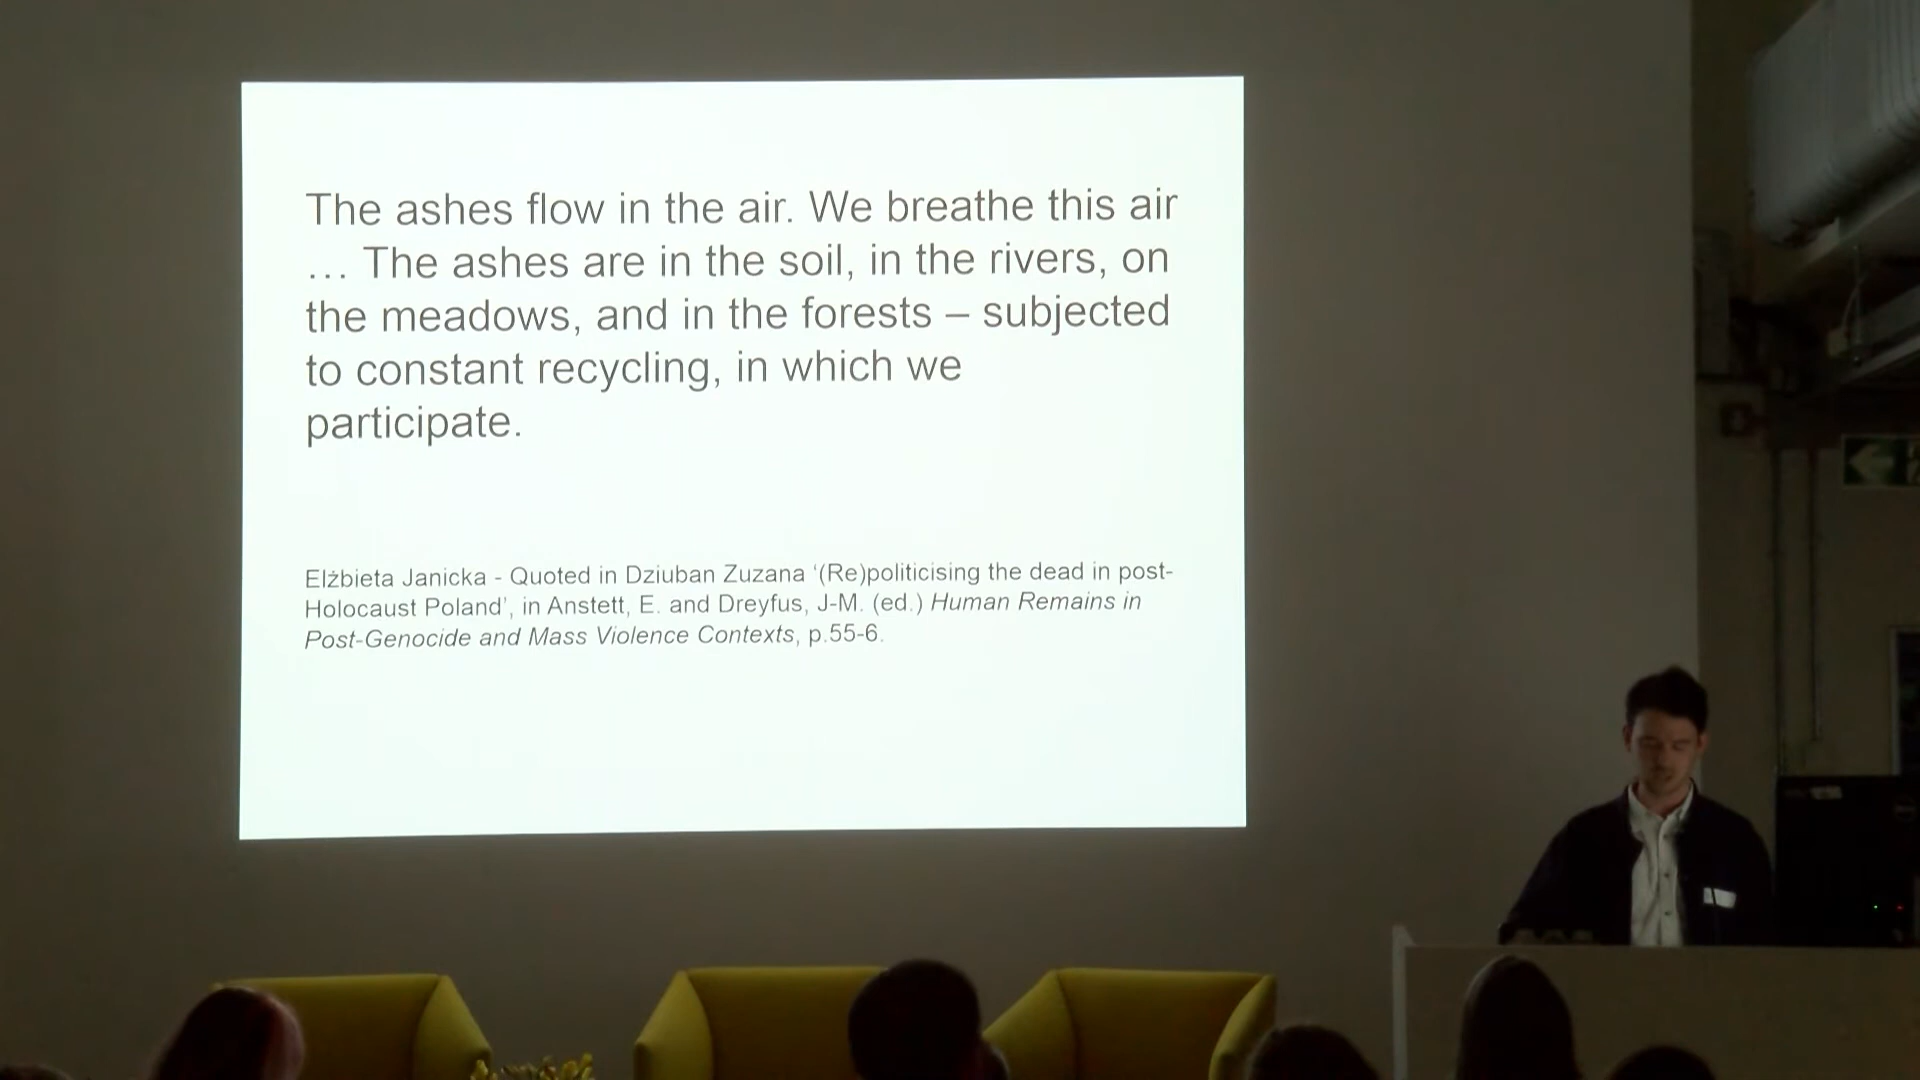 The ashes flow in the air. We breathe this air
… The ashes are in the soil, in the rivers, on
the meadows, and in the forests – subjected
to constant recycling, in which we
participate.
Elżbieta Janicka - Quoted in Dziuban Zuzana ‘(Re)politicising the dead in post-
Holocaust Poland’, in Anstett, E. and Dreyfus, J-M. (ed.) Human Remains in
Post-Genocide and Mass Violence Contexts, p.55-6.